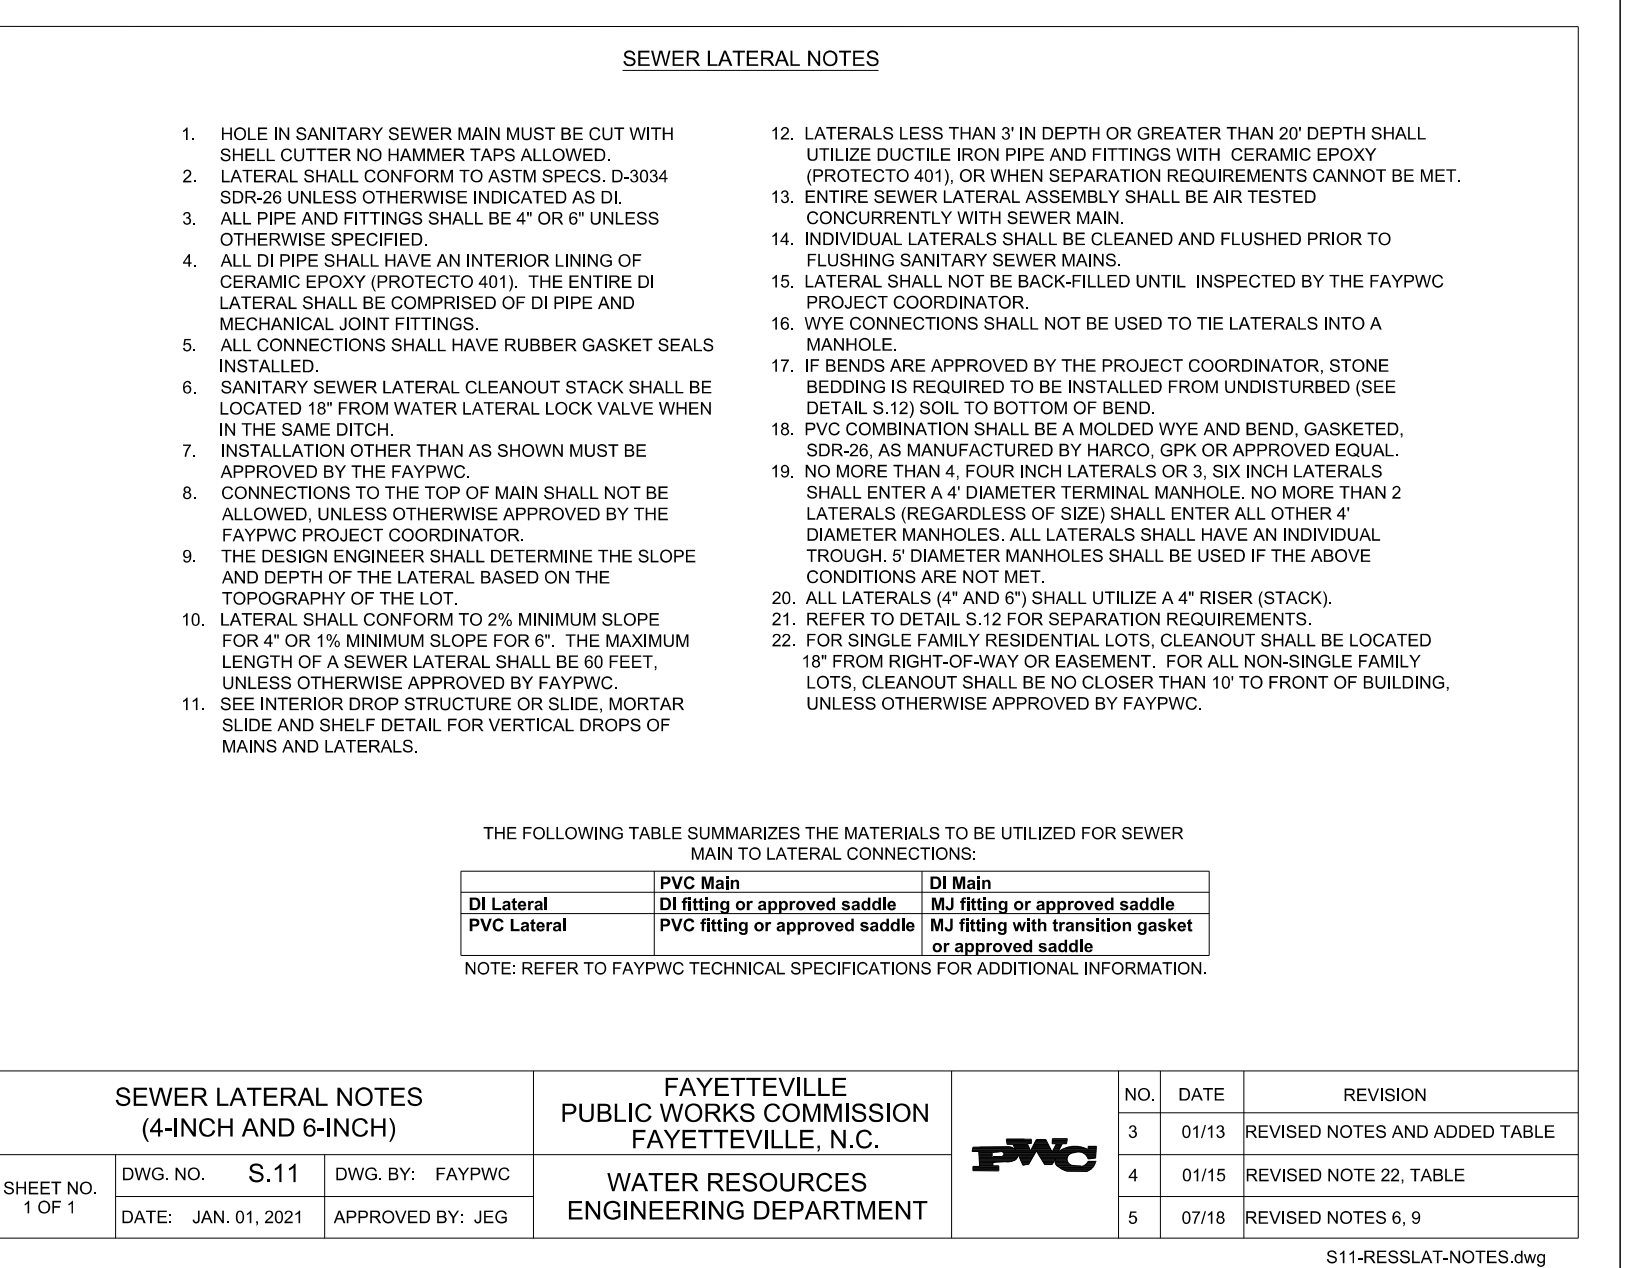 SEWER LATERAL NOTES
1. HOLE IN SANITARY SEWER MAIN MUST BE CUT WITH
SHELL CUTTER NO HAMMER TAPS ALLOWED.
2. LATERAL SHALL CONFORM TO ASTM SPECS. D-3034
SDR-26 UNLESS OTHERWISE INDICATED AS DI.
3. ALL PIPE AND FITTINGS SHALL BE 4" OR 6" UNLESS
OTHERWISE SPECIFIED.
4. ALL DI PIPE SHALL HAVE AN INTERIOR LINING OF
CERAMIC EPOXY (PROTECTO 401). THE ENTIRE DI
LATERAL SHALL BE COMPRISED OF DI PIPE AND
MECHANICAL JOINT FITTINGS.
5. ALL CONNECTIONS SHALL HAVE RUBBER GASKET SEALS
INSTALLED.
6. SANITARY SEWER LATERAL CLEANOUT STACK SHALL BE
LOCATED 18" FROM WATER LATERAL LOCK VALVE WHEN
IN THE SAME DITCH.
7. INSTALLATION OTHER THAN AS SHOWN MUST BE
APPROVED BY THE FAYPWC.
8. CONNECTIONS TO THE TOP OF MAIN SHALL NOT BE
ALLOWED, UNLESS OTHERWISE APPROVED BY THE
FAYPWC PROJECT COORDINATOR.
9. THE DESIGN ENGINEER SHALL DETERMINE THE SLOPE
AND DEPTH OF THE LATERAL BASED ON THE
TOPOGRAPHY OF THE LOT.
10. LATERAL SHALL CONFORM TO 2% MINIMUM SLOPE
FOR 4" OR 1% MINIMUM SLOPE FOR 6". THE MAXIMUM
LENGTH OF A SEWER LATERAL SHALL BE 60 FEET,
UNLESS OTHERWISE APPROVED BY FAYPWC.
11. SEE INTERIOR DROP STRUCTURE OR SLIDE, MORTAR
SLIDE AND SHELF DETAIL FOR VERTICAL DROPS OF
MAINS AND LATERALS.
12. LATERALS LESS THAN 3' IN DEPTH OR GREATER THAN 20' DEPTH SHALL
UTILIZE DUCTILE IRON PIPE AND FITTINGS WITH CERAMIC EPOXY
(PROTECTO 401), OR WHEN SEPARATION REQUIREMENTS CANNOT BE MET.
13. ENTIRE SEWER LATERAL ASSEMBLY SHALL BE AIR TESTED
CONCURRENTLY WITH SEWER MAIN.
14. INDIVIDUAL LATERALS SHALL BE CLEANED AND FLUSHED PRIOR TO
FLUSHING SANITARY SEWER MAINS.
15. LATERAL SHALL NOT BE BACK-FILLED UNTIL INSPECTED BY THE FAYPWC
PROJECT COORDINATOR.
16. WYE CONNECTIONS SHALL NOT BE USED TO TIE LATERALS INTO A
MANHOLE.
17. IF BENDS ARE APPROVED BY THE PROJECT COORDINATOR, STONE
BEDDING IS REQUIRED TO BE INSTALLED FROM UNDISTURBED (SEE
DETAIL S.12) SOIL TO BOTTOM OF BEND.
18. PVC COMBINATION SHALL BE A MOLDED WYE AND BEND, GASKETED,
SDR-26, AS MANUFACTURED BY HARCO, GPK OR APPROVED EQUAL.
19. NO MORE THAN 4, FOUR INCH LATERALS OR 3, SIX INCH LATERALS
SHALL ENTER A 4' DIAMETER TERMINAL MANHOLE. NO MORE THAN 2
LATERALS (REGARDLESS OF SIZE) SHALL ENTER ALL OTHER 4'
DIAMETER MANHOLES. ALL LATERALS SHALL HAVE AN INDIVIDUAL
TROUGH. 5' DIAMETER MANHOLES SHALL BE USED IF THE ABOVE
CONDITIONS ARE NOT MET.
20. ALL LATERALS (4" AND 6") SHALL UTILIZE A 4" RISER (STACK).
21. REFER TO DETAIL S.12 FOR SEPARATION REQUIREMENTS.
22. FOR SINGLE FAMILY RESIDENTIAL LOTS, CLEANOUT SHALL BE LOCATED
18" FROM RIGHT-OF-WAY OR EASEMENT. FOR ALL NON-SINGLE FAMILY
LOTS, CLEANOUT SHALL BE NO CLOSER THAN 10' TO FRONT OF BUILDING,
UNLESS OTHERWISE APPROVED BY FAYPWC.
THE FOLLOWING TABLE SUMMARIZES THE MATERIALS TO BE UTILIZED FOR SEWER
MAIN TO LATERAL CONNECTIONS:
PVC Main DI Main
DI Lateral DI fitting or approved saddle MJ fitting or approved saddle
PVC Lateral PVC fitting or approved saddle MJ fitting with transition gasket
or approved saddle
NOTE: REFER TO FAYPWC TECHNICAL SPECIFICATIONS FOR ADDITIONAL INFORMATION.
SEWER LATERAL NOTES
(4-INCH AND 6-INCH)
SHEET NO.
1 OF 1
DWG. NO. S.11
DWG. BY: FAYPWC
DATE: JAN. 01, 2021
APPROVED BY: JEG
FAYETTEVILLE
PUBLIC WORKS COMMISSION
FAYETTEVILLE, N.C.
WATER RESOURCES
ENGINEERING DEPARTMENT
PWC
NO. DATE REVISION
3 01/13 REVISED NOTES AND ADDED TABLE
4 01/15 REVISED NOTE 22, TABLE
5 07/18 REVISED NOTES 6, 9
S11-RESSLAT-NOTES.dwg